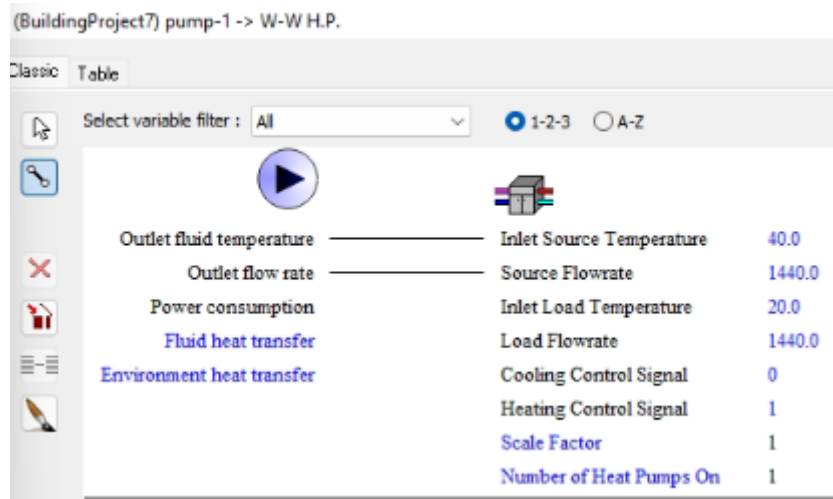 (BuildingProject7) pump-1 -> W-W H.P.
Classic Table
Select variable filter : All 1-2-3 A-Z
Outlet fluid temperature Inlet Source Temperature 40.0
Outlet flow rate Source Flowrate 1440.0
Power consumption Inlet Load Temperature 20.0
Fluid heat transfer Load Flowrate 1440.0
Environment heat transfer Cooling Control Signal 0
Heating Control Signal 1
Scale Factor 1
Number of Heat Pumps On 1